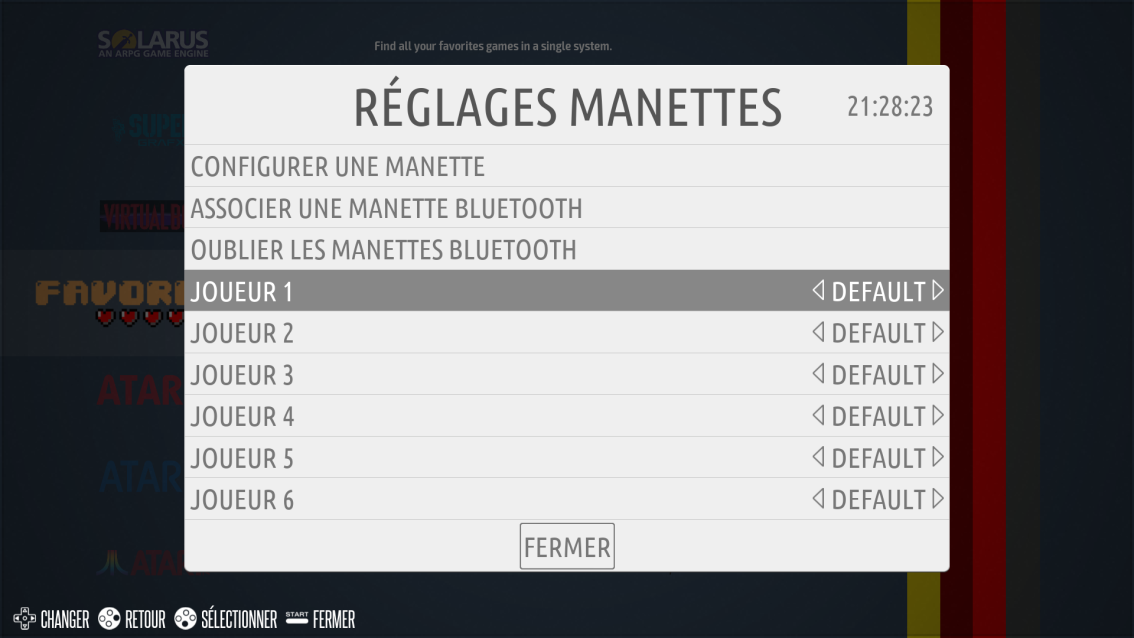 SOLARUS
AN ARPG GAME ENGINE
Find all your favorites games in a single system.
RÉGLAGES MANETTES
21:28:23
CONFIGURER UNE MANETTE
ASSOCIER UNE MANETTE BLUETOOTH
OUBLIER LES MANETTES BLUETOOTH
JOUEUR 1 DEFAULT
JOUEUR 2 DEFAULT
JOUEUR 3 DEFAULT
JOUEUR 4 DEFAULT
JOUEUR 5 DEFAULT
JOUEUR 6 DEFAULT
ATARI
FERMER
CHANGER RETOUR SÉLECTIONNER START FERMER